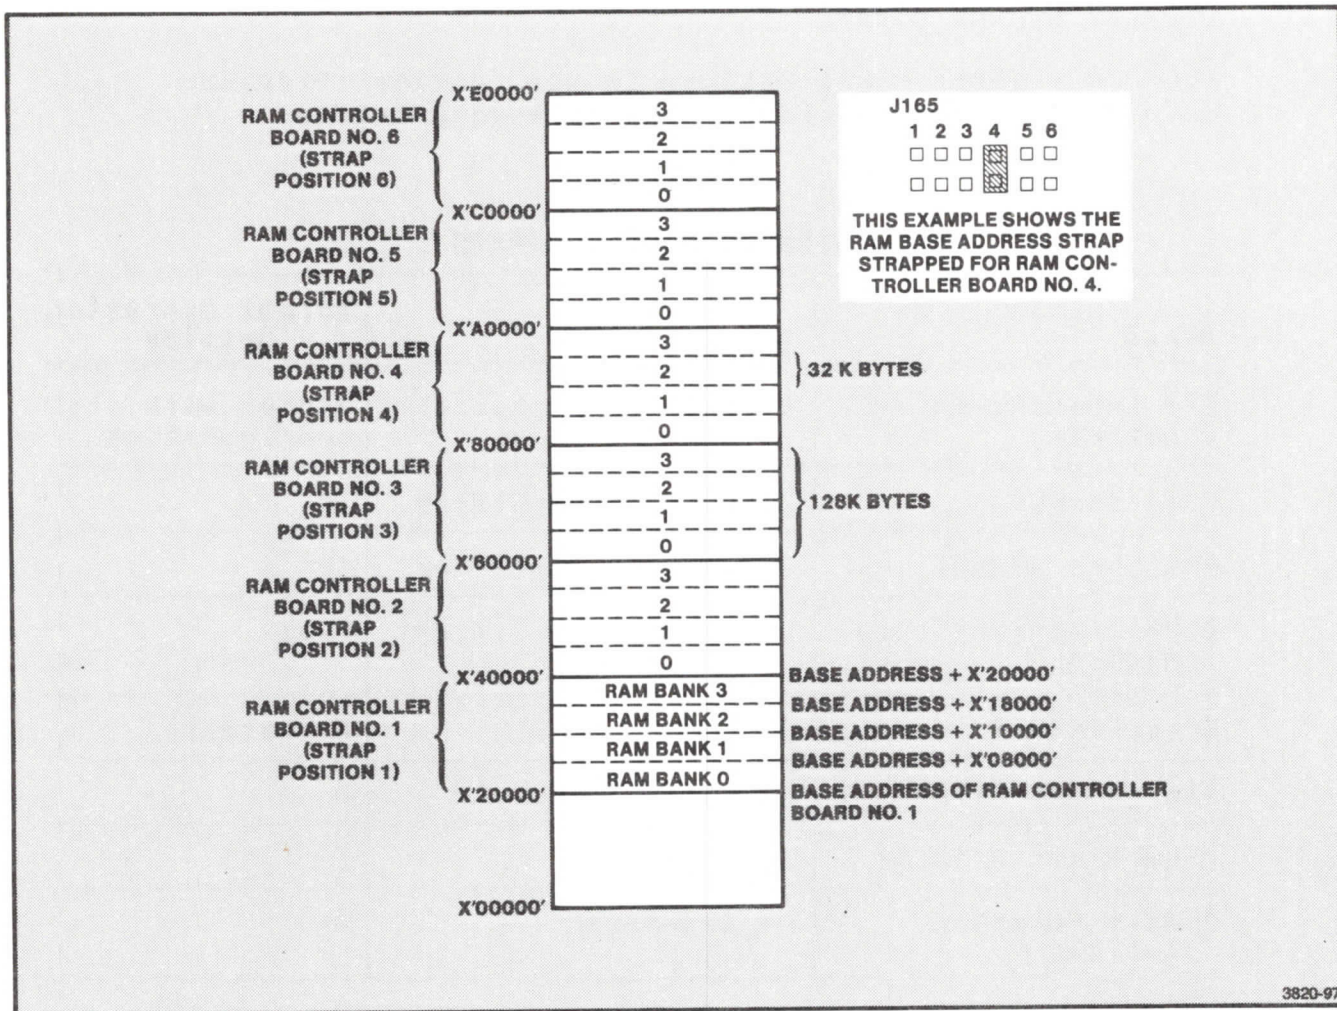 X'E0000'
RAM CONTROLLER
BOARD NO. 6
(STRAP
POSITION 6)
3
2
1
0
X'C0000'
RAM CONTROLLER
BOARD NO. 5
(STRAP
POSITION 5)
3
2
1
0
X'A0000'
RAM CONTROLLER
BOARD NO. 4
(STRAP
POSITION 4)
3
2
1
0
32 K BYTES
X'80000'
RAM CONTROLLER
BOARD NO. 3
(STRAP
POSITION 3)
3
2
1
0
128K BYTES
X'60000'
RAM CONTROLLER
BOARD NO. 2
(STRAP
POSITION 2)
3
2
1
0
X'40000'
RAM CONTROLLER
BOARD NO. 1
(STRAP
POSITION 1)
RAM BANK 3
RAM BANK 2
RAM BANK 1
RAM BANK 0
X'20000'
X'00000'
BASE ADDRESS + X'20000'
BASE ADDRESS + X'18000'
BASE ADDRESS + X'10000'
BASE ADDRESS + X'08000'
BASE ADDRESS OF RAM CONTROLLER
BOARD NO. 1
J165
1 2 3 4 5 6
THIS EXAMPLE SHOWS THE
RAM BASE ADDRESS STRAP
STRAPPED FOR RAM CON-
TROLLER BOARD NO. 4.
3820-97